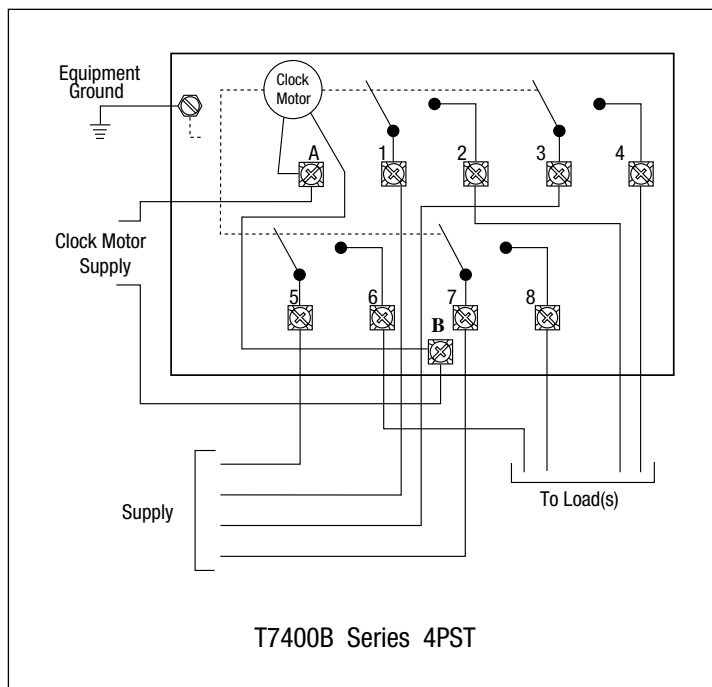 Equipment
Ground
Clock
Motor
A
1
2
3
4
Clock Motor
Supply
5
6
7
8
B
Supply
To Load(s)
T7400B Series 4PST